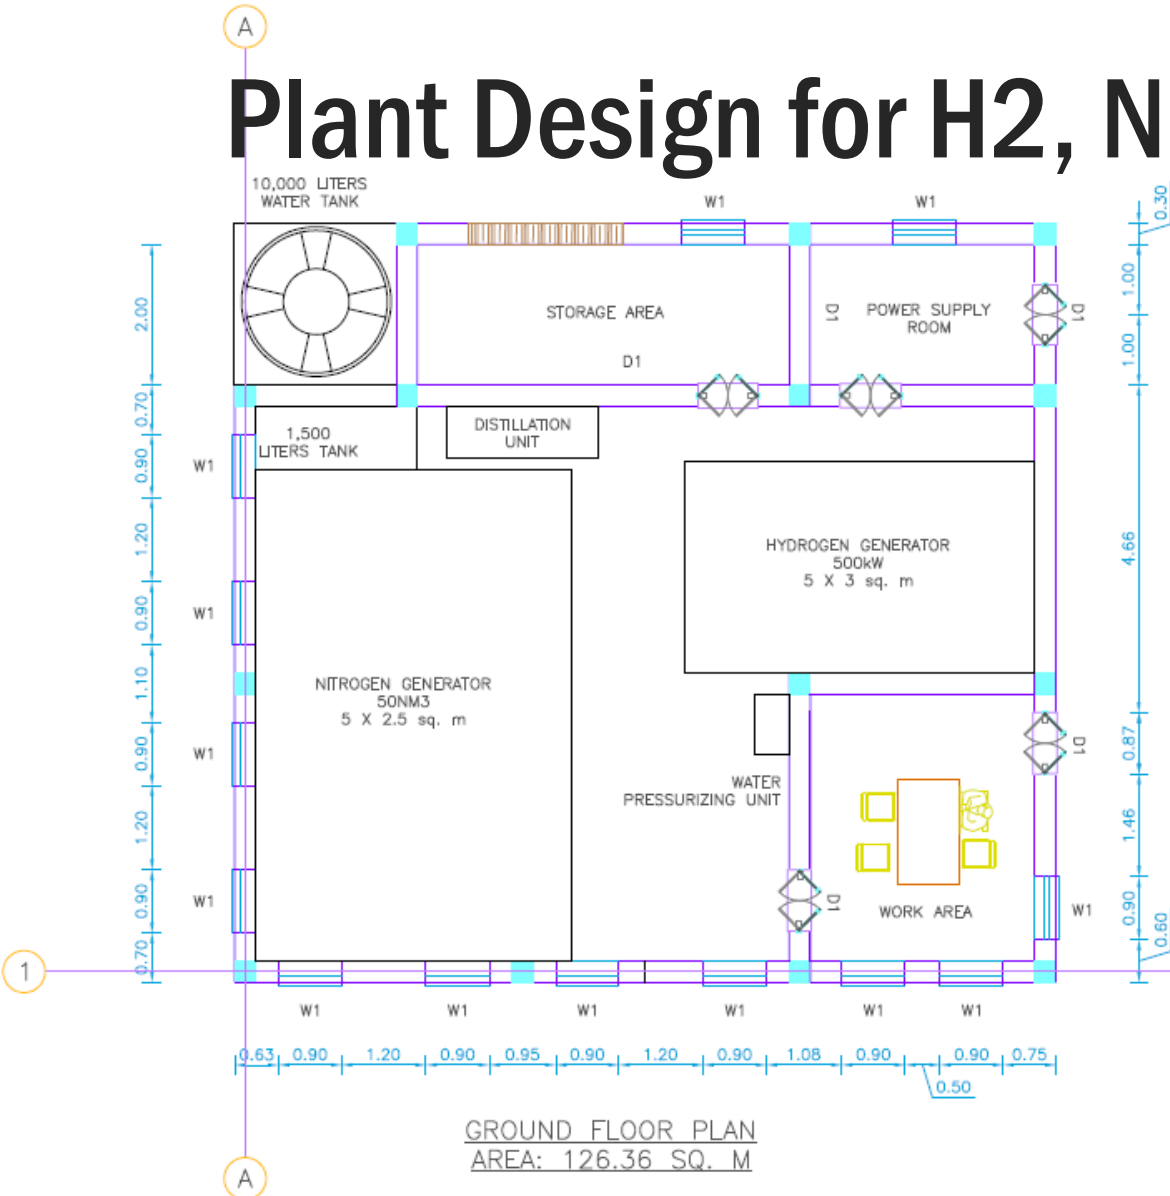 A
Plant Design for H2, N
10,000 LITERS
WATER TANK
W1
W1
0.30
2.00
STORAGE AREA
D1
D1
POWER SUPPLY
ROOM
D1
1.00
1.00
0.70
1,500
LITERS TANK
DISTILLATION
UNIT
W1
0.90
1.20
HYDROGEN GENERATOR
500kW
5 X 3 sq. m
4.66
W1
0.90
1.10
NITROGEN GENERATOR
50NM3
5 X 2.5 sq. m
W1
0.90
D1
0.87
WATER
PRESSURIZING UNIT
1.20
1.46
W1
0.90
D1
WORK AREA
W1
0.90
0.60
0.70
1
W1
W1
W1
W1
W1
W1
0.63 0.90 1.20 0.90 0.95 0.90 1.20 0.90 1.08 0.90 0.90 0.75
0.50
GROUND FLOOR PLAN
AREA: 126.36 SQ. M
A